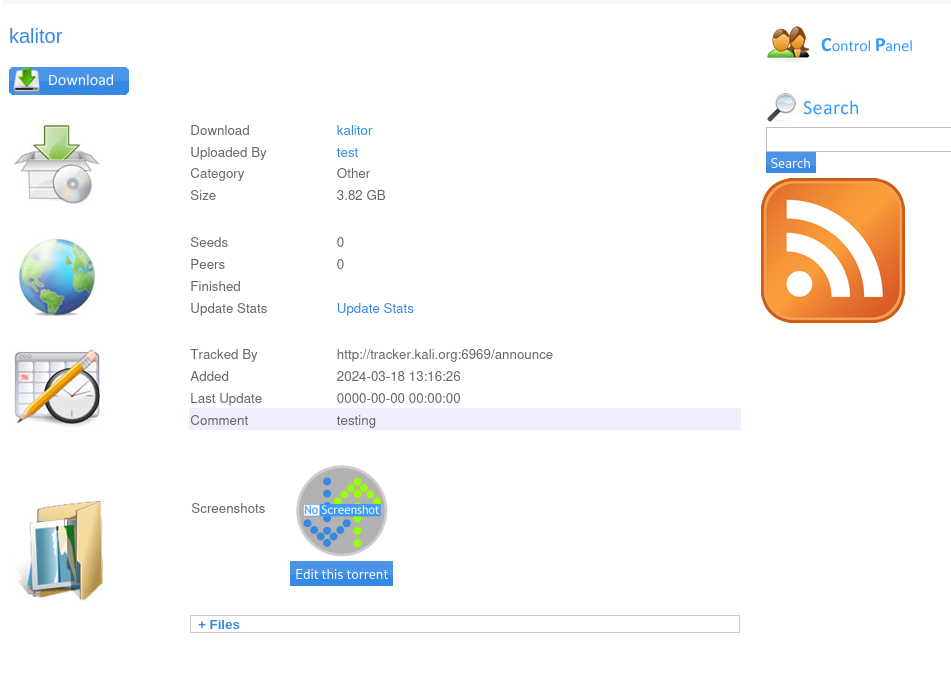 kalitor
Download
Download kalitor
Uploaded By test
Category Other
Size 3.82 GB
Seeds 0
Peers 0
Finished
Update Stats Update Stats
Tracked By http://tracker.kali.org:6969/announce
Added 2024-03-18 13:16:26
Last Update 0000-00-00 00:00:00
Comment testing
Screenshots
No Screenshot
Edit this torrent
+ Files
Control Panel
Search
Search